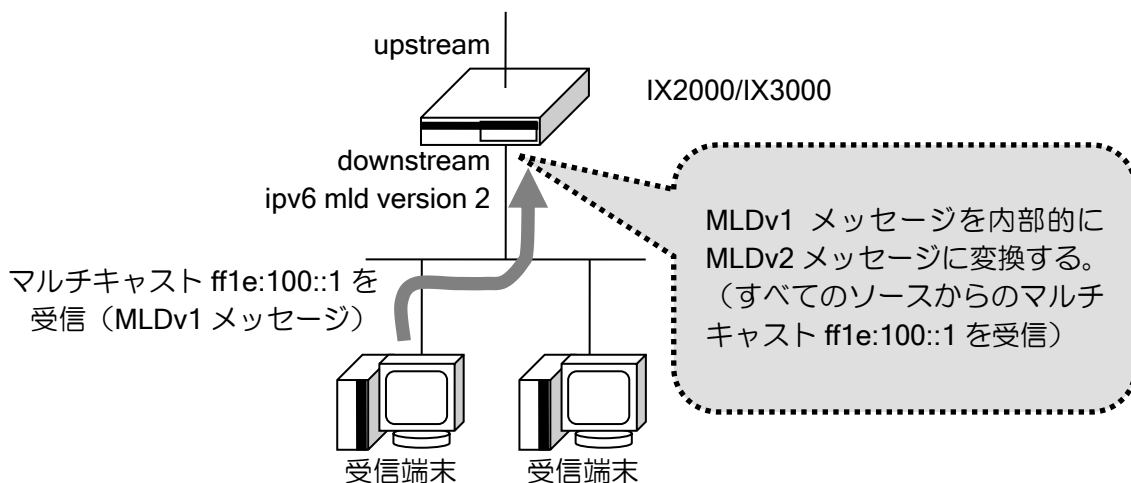 upstream
IX2000/IX3000
downstream
ipv6 mld version 2
MLDv1 メッセージを内部的に
MLDv2 メッセージに変換する。
（すべてのソースからのマルチ
キャスト ff1e:100::1 を受信）
マルチキャスト ff1e:100::1 を
受信（MLDv1 メッセージ）
受信端末
受信端末